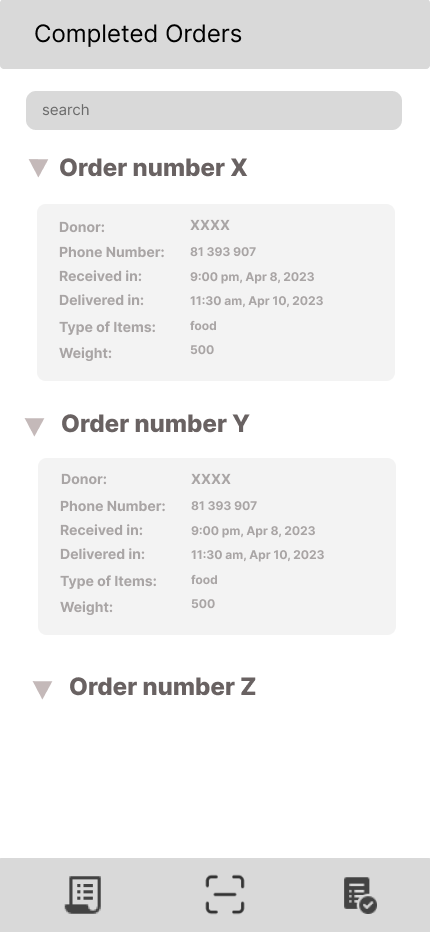 Completed Orders
search
Order number X
Donor: XXXX
Phone Number: 81 393 907
Received in: 9:00 pm, Apr 8, 2023
Delivered in: 11:30 am, Apr 10, 2023
Type of Items: food
Weight: 500
Order number Y
Donor: XXXX
Phone Number: 81 393 907
Received in: 9:00 pm, Apr 8, 2023
Delivered in: 11:30 am, Apr 10, 2023
Type of Items: food
Weight: 500
Order number Z